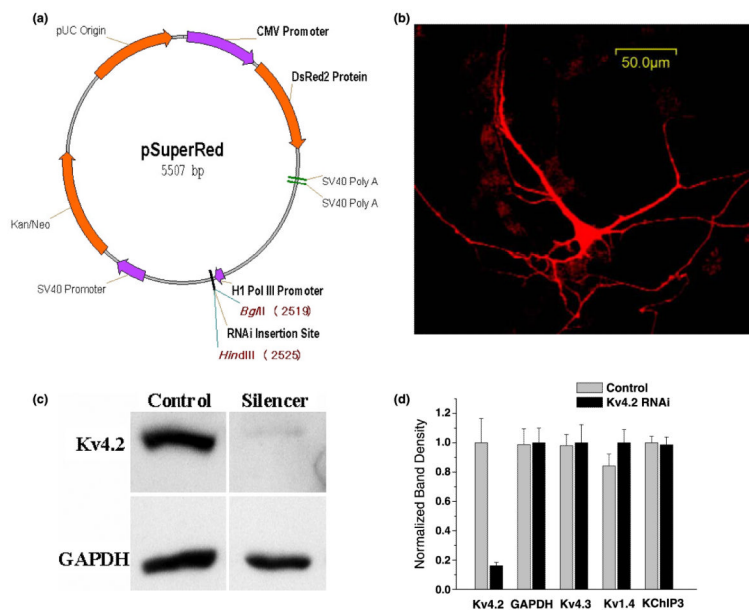 (a)
pUC Origin
CMV Promoter
DsRed2 Protein
pSuperRed
5507 bp
SV40 Poly A
SV40 Poly A
Kan/Neo
SV40 Promoter
H1 Pol III Promoter
BglII (2519)
RNAi Insertion Site
HindIII (2525)
(b)
50.0µm
(c)
Control Silencer
Kv4.2
GAPDH
(d)
Control
Kv4.2 RNAi
Normalized Band Density
1.2
1.0
0.8
0.6
0.4
0.2
0.0
Kv4.2 GAPDH Kv4.3 Kv1.4 KChIP3